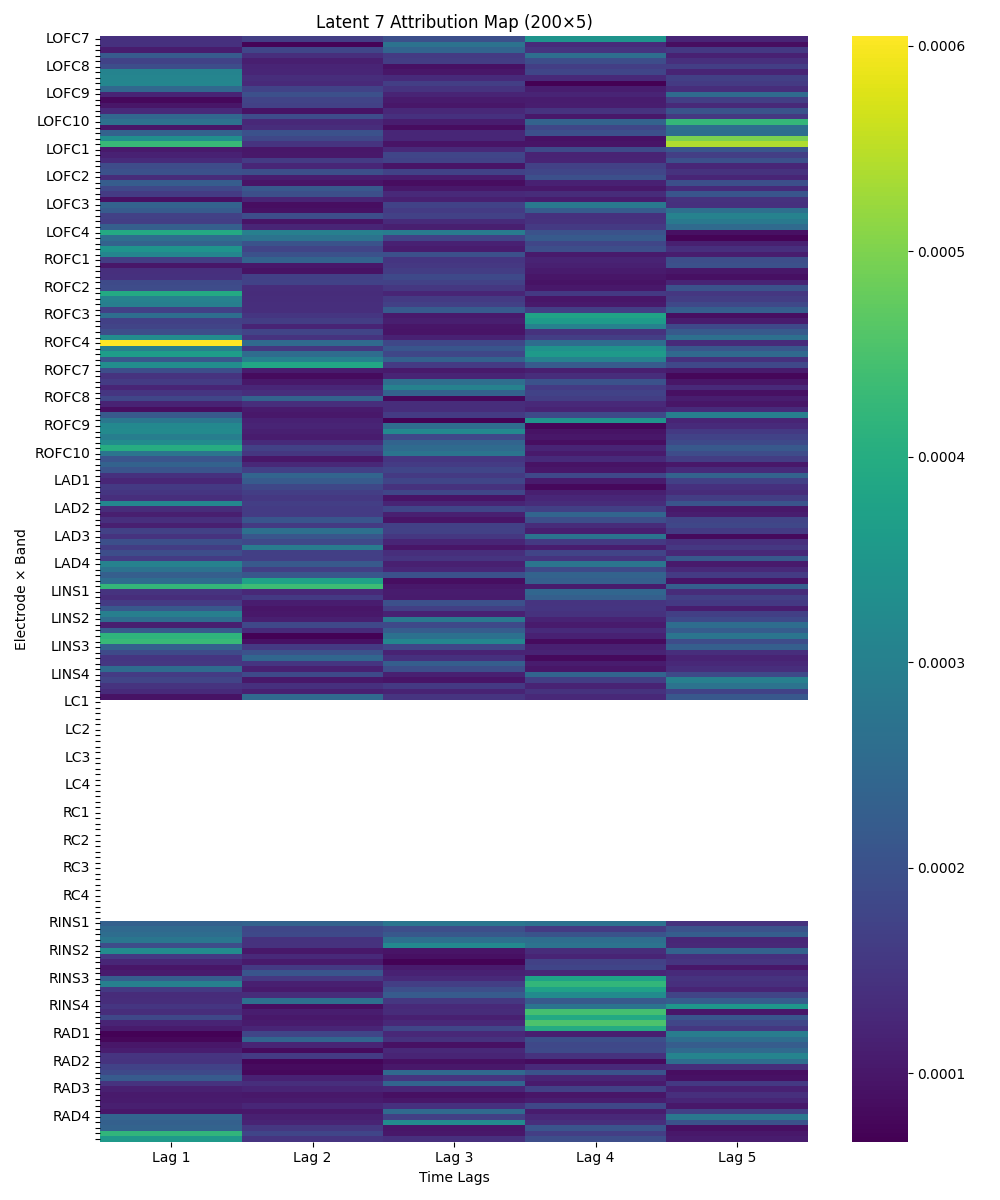 Latent 7 Attribution Map (200×5)
LOFC7
LOFC8
LOFC9
LOFC10
LOFC1
LOFC2
LOFC3
LOFC4
ROFC1
ROFC2
ROFC3
ROFC4
ROFC7
ROFC8
ROFC9
ROFC10
LAD1
LAD2
LAD3
LAD4
LINS1
LINS2
LINS3
LINS4
LC1
LC2
LC3
LC4
RC1
RC2
RC3
RC4
RINS1
RINS2
RINS3
RINS4
RAD1
RAD2
RAD3
RAD4
Electrode × Band
Lag 1 Lag 2 Lag 3 Lag 4 Lag 5
Time Lags
0.0006
0.0005
0.0004
0.0003
0.0002
0.0001